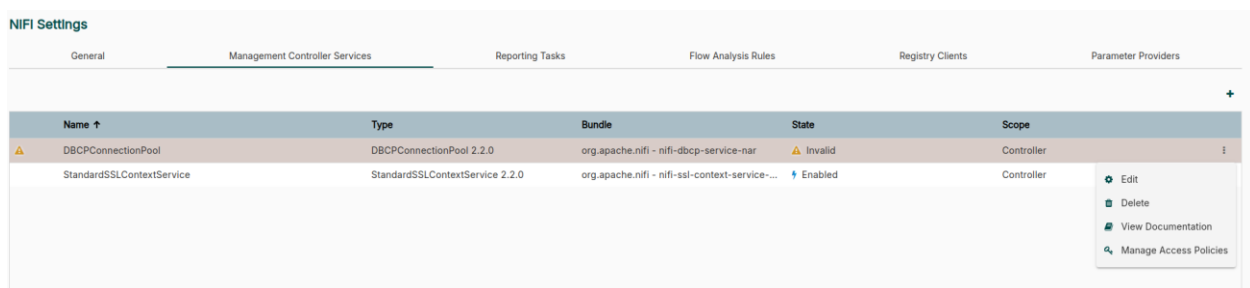 NIFI Settings
General Management Controller Services Reporting Tasks Flow Analysis Rules Registry Clients Parameter Providers
+
Name ↑ Type Bundle State Scope
DBCPConnectionPool DBCPConnectionPool 2.2.0 org.apache.nifi - nifi-dbcp-service-nar Invalid Controller
StandardSSLContextService StandardSSLContextService 2.2.0 org.apache.nifi - nifi-ssl-context-service-... Enabled Controller
Edit
Delete
View Documentation
Manage Access Policies